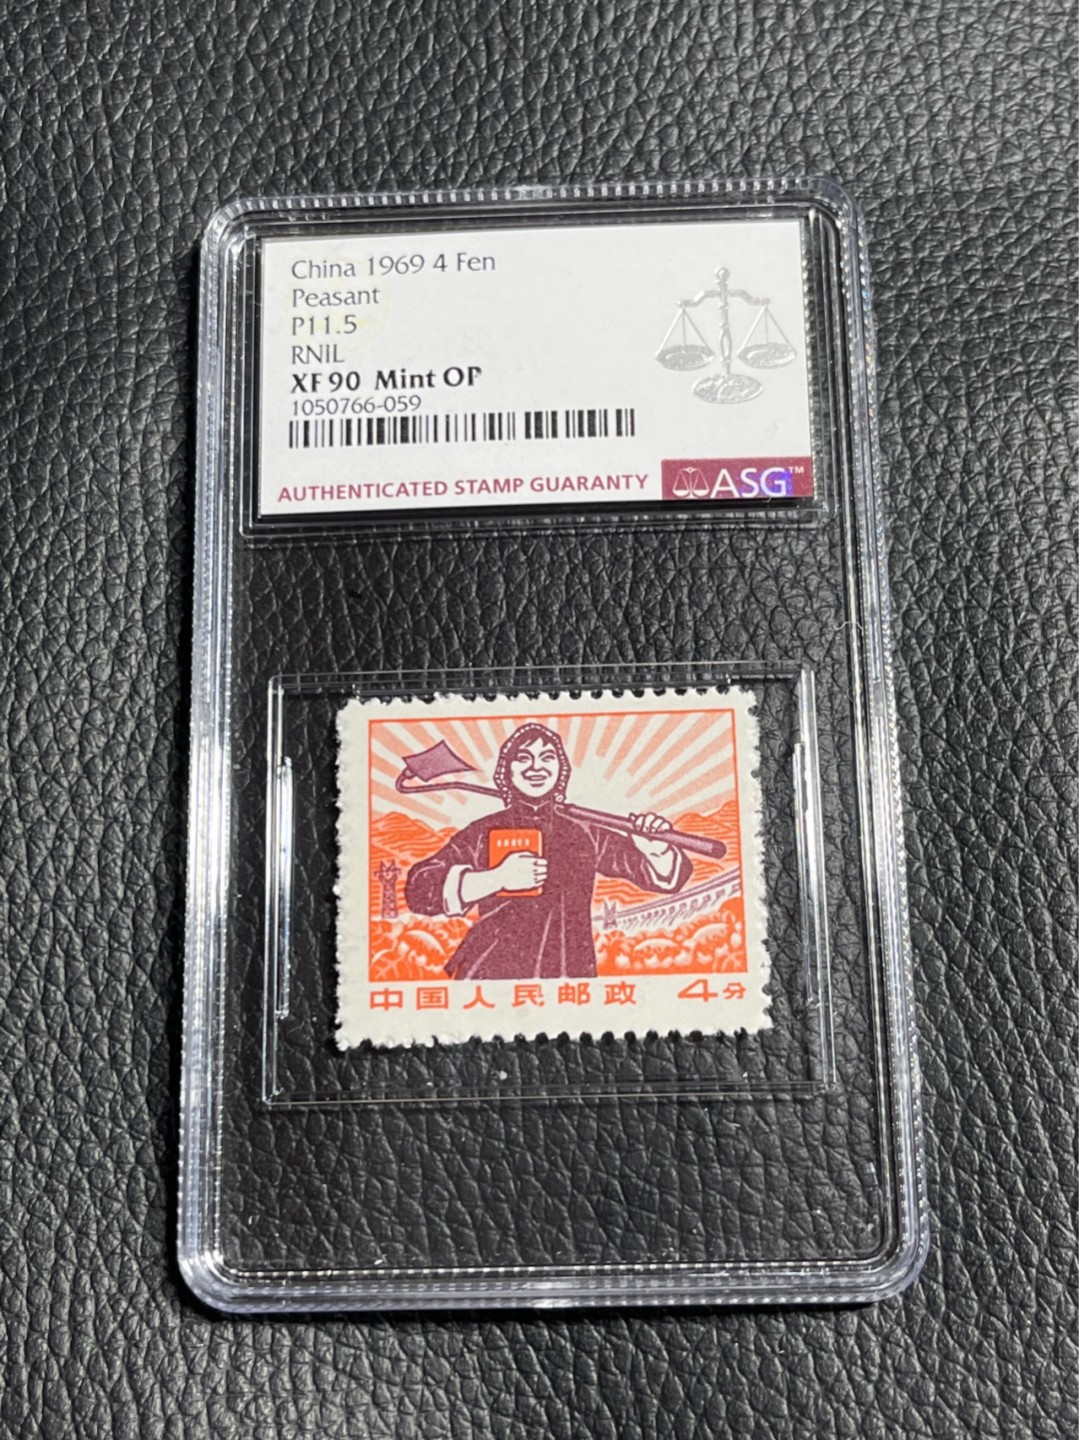 China 1969 4 Fen
Peasant
P11.5
RNIL
XF 90 Mint OP
1050766-059
AUTHENTICATED STAMP GUARANTY
ASG™
中国人民邮政 4分